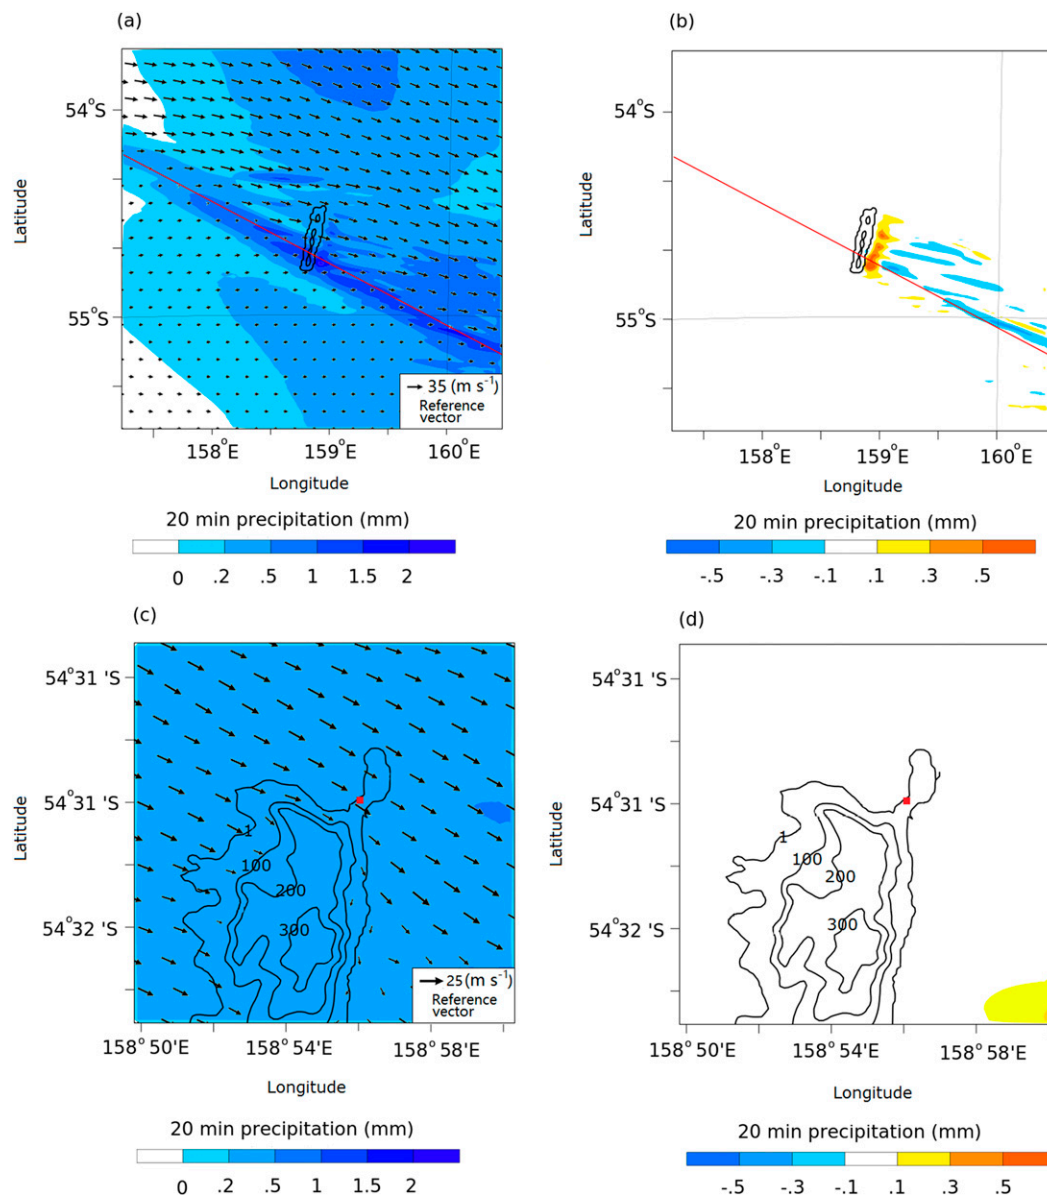 (a)
(b)
54°S
55°S
Latitude
158°E
159°E
160°E
Longitude
35 (m s⁻¹)
Reference
vector
54°S
55°S
Latitude
158°E
159°E
160°E
Longitude
20 min precipitation (mm)
0 .2 .5 1 1.5 2
20 min precipitation (mm)
-.5 -.3 -.1 .1 .3 .5
(c)
(d)
54°31 'S
54°31 'S
54°32 'S
Latitude
1
100
200
300
25 (m s⁻¹)
Reference
vector
158°50'E
158°54'E
158°58'E
Longitude
54°31 'S
54°31 'S
54°32 'S
Latitude
1
100
200
300
158°50'E
158°54'E
158°58'E
Longitude
20 min precipitation (mm)
0 .2 .5 1 1.5 2
20 min precipitation (mm)
-.5 -.3 -.1 .1 .3 .5